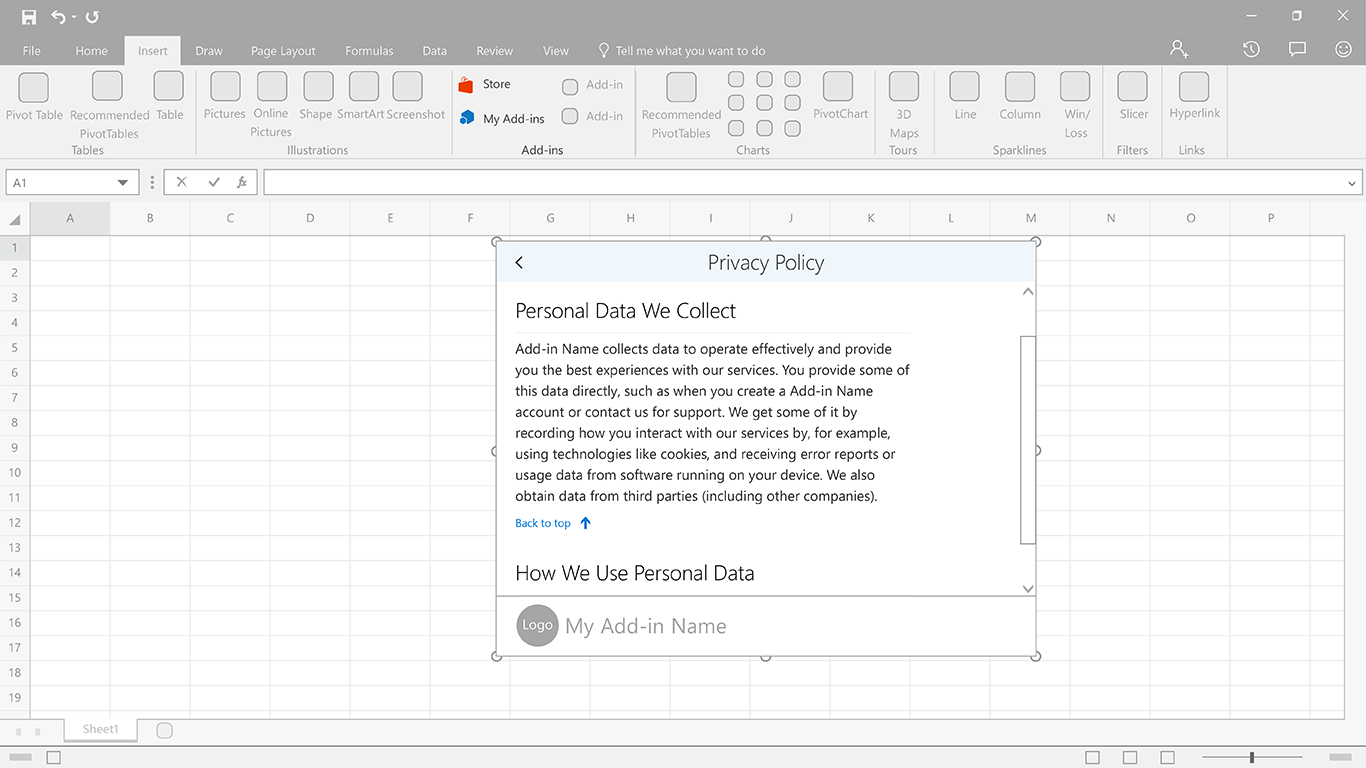 File Home Insert Draw Page Layout Formulas Data Review View Tell me what you want to do
Pivot Table
Recommended
PivotTables
Table
Tables
Pictures
Online
Pictures
Shape
SmartArt
Screenshot
Illustrations
Store
My Add-ins
Add-in
Add-in
Add-ins
Recommended
PivotTables
Charts
PivotChart
3D
Maps
Tours
Line
Column
Win/
Loss
Sparklines
Slicer
Filters
Hyperlink
Links
A1
fx
A B C D E F G H I J K L M N O P
1
2
3
4
5
6
7
8
9
10
11
12
13
14
15
16
17
18
19
Privacy Policy
Personal Data We Collect
Add-in Name collects data to operate effectively and provide
you the best experiences with our services. You provide some of
this data directly, such as when you create a Add-in Name
account or contact us for support. We get some of it by
recording how you interact with our services by, for example,
using technologies like cookies, and receiving error reports or
usage data from software running on your device. We also
obtain data from third parties (including other companies).
Back to top
How We Use Personal Data
Logo My Add-in Name
Sheet1